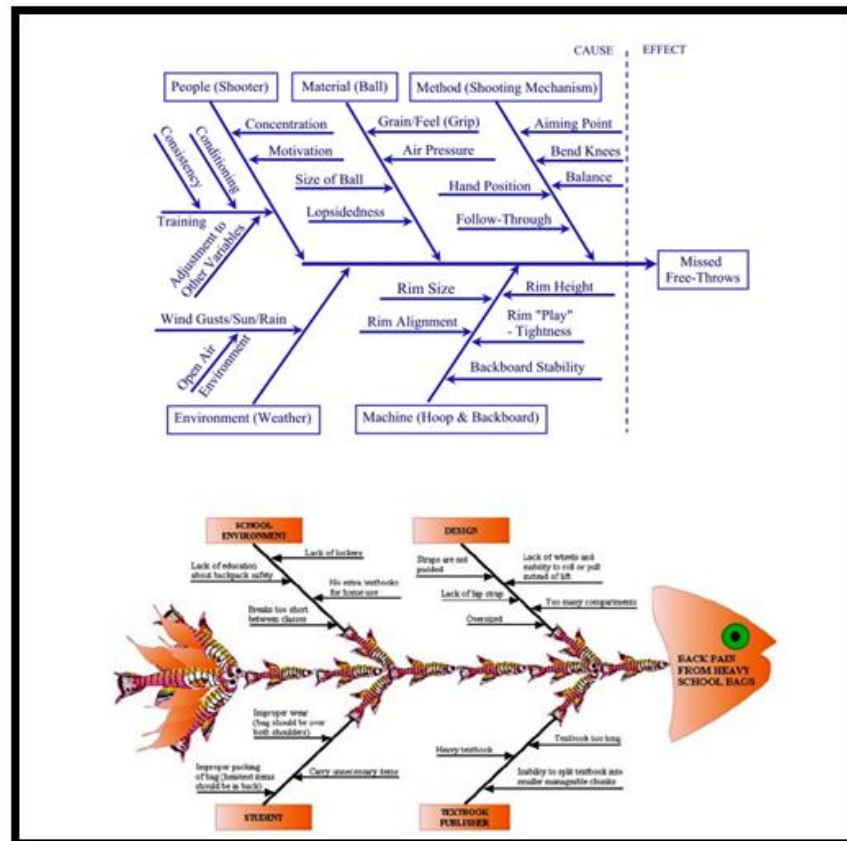 CAUSE
EFFECT
People (Shooter)
Material (Ball)
Method (Shooting Mechanism)
Concentration
Motivation
Consistency
Conditioning
Training
Adjustment to
Other Variables
Grain/Feel (Grip)
Air Pressure
Size of Ball
Lopsidedness
Aiming Point
Bend Knees
Balance
Hand Position
Follow-Through
Missed
Free-Throws
Wind Gusts/Sun/Rain
Open Air
Environment
Environment (Weather)
Rim Size
Rim Height
Rim Alignment
Rim "Play"
- Tightness
Backboard Stability
Machine (Hoop & Backboard)
SCHOOL
ENVIRONMENT
Lack of lockers
Lack of education
about backpack safety
No extra textbooks
for home use
Breaks too short
between classes
DESIGN
Straps are not
padded
Lack of wheels and
inability to roll or pull
instead of lift
Lack of hip strap
Too many compartments
Oversized
BACK PAIN
FROM HEAVY
SCHOOL BAGS
Improper wear
(bag should be over
both shoulders)
Improper packing
of bag (heaviest items
should be in back)
Carry unnecessary items
STUDENT
Textbook too long
Heavy textbook
Inability to split textbook into
smaller manageable chunks
TEXTBOOK
PUBLISHER